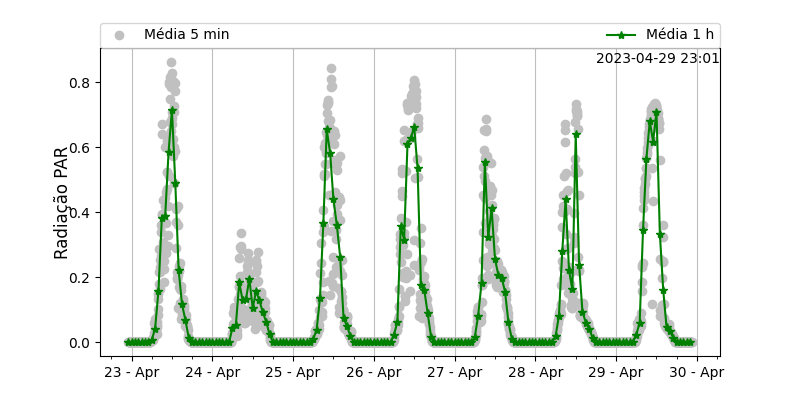 Média 5 min
Média 1 h
2023-04-29 23:01
Radiação PAR
0.8
0.6
0.4
0.2
0.0
23 - Apr
24 - Apr
25 - Apr
26 - Apr
27 - Apr
28 - Apr
29 - Apr
30 - Apr